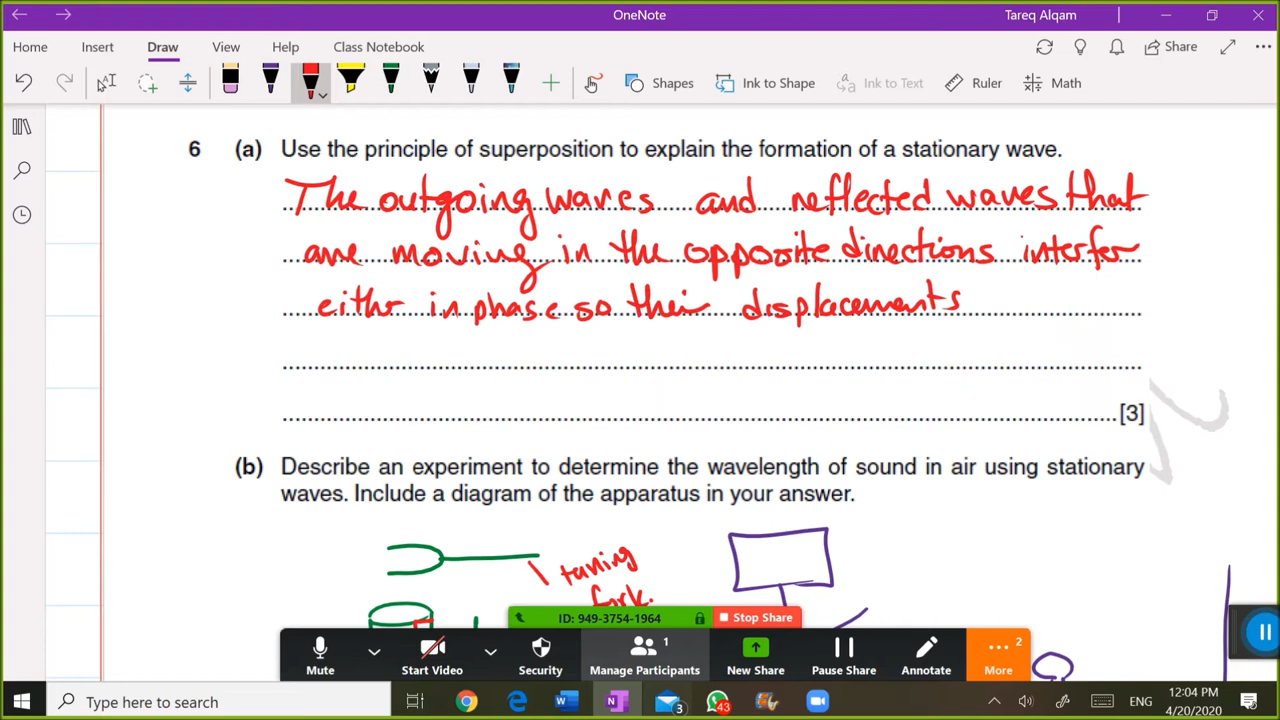 OneNote
Tareq Alqam
Home Insert Draw View Help Class Notebook
Share
Shapes
Ink to Shape
Ink to Text
Ruler
Math
6 (a) Use the principle of superposition to explain the formation of a stationary wave.
The outgoing waves and reflected waves that
are moving in the opposite directions interfer
either in phase so their displacements
[3]
(b) Describe an experiment to determine the wavelength of sound in air using stationary
waves. Include a diagram of the apparatus in your answer.
tuning
fork.
ID: 949-3754-1964
Stop Share
1
2
Mute
Start Video
Security
Manage Participants
New Share
Pause Share
Annotate
More
Type here to search
3
43
ENG
12:04 PM
4/20/2020